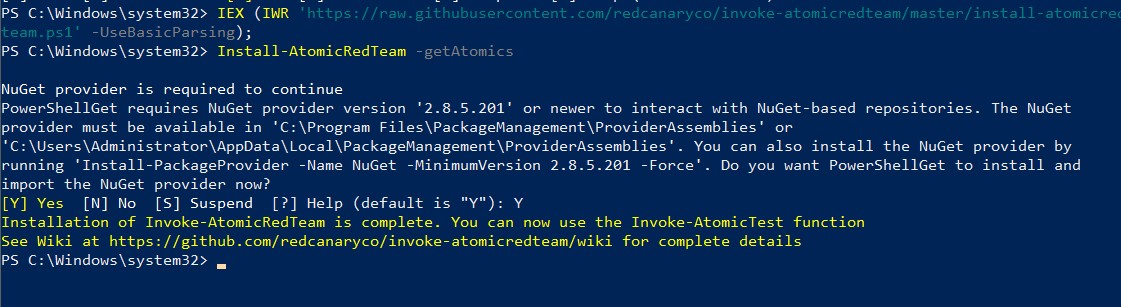 PS C:\Windows\system32> IEX (IWR 'https://raw.githubusercontent.com/redcanaryco/invoke-atomicredteam/master/install-atomicred
team.ps1' -UseBasicParsing);
PS C:\Windows\system32> Install-AtomicRedTeam -getAtomics
NuGet provider is required to continue
PowerShellGet requires NuGet provider version '2.8.5.201' or newer to interact with NuGet-based repositories. The NuGet
provider must be available in 'C:\Program Files\PackageManagement\ProviderAssemblies' or
'C:\Users\Administrator\AppData\Local\PackageManagement\ProviderAssemblies'. You can also install the NuGet provider by
running 'Install-PackageProvider -Name NuGet -MinimumVersion 2.8.5.201 -Force'. Do you want PowerShellGet to install and
import the NuGet provider now?
[Y] Yes  [N] No  [S] Suspend  [?] Help (default is "Y"): Y
Installation of Invoke-AtomicRedTeam is complete. You can now use the Invoke-AtomicTest function
See Wiki at https://github.com/redcanaryco/invoke-atomicredteam/wiki for complete details
PS C:\Windows\system32>